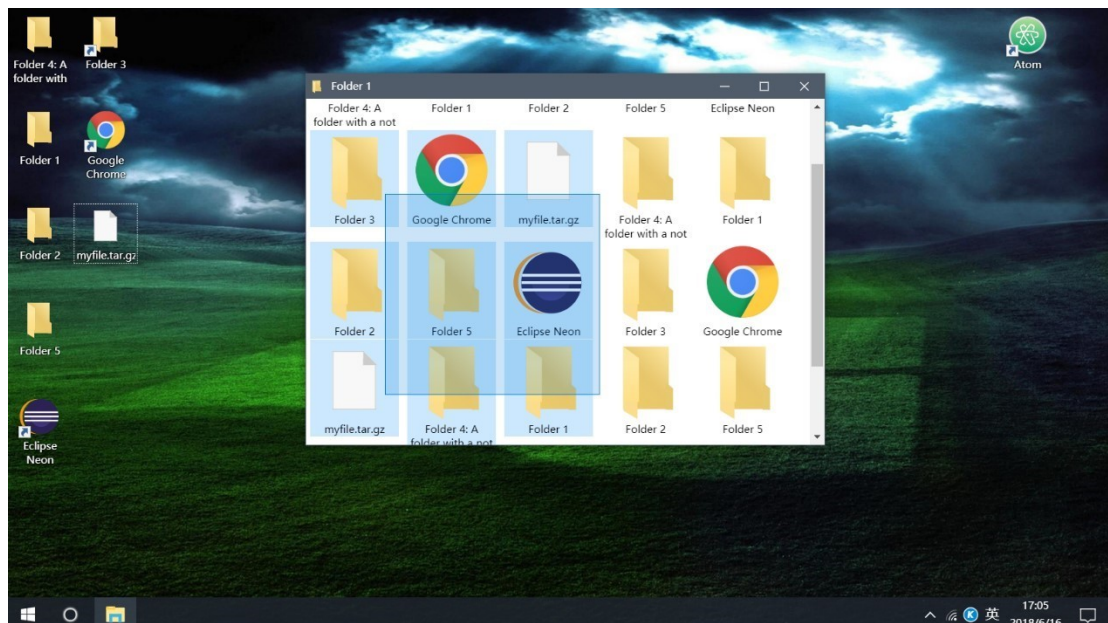 Folder 4: A
folder with
Folder 3
Folder 1
Google
Chrome
Folder 2
myfile.tar.gz
Folder 5
Eclipse
Neon
Atom
Folder 1
Folder 4: A
folder with a not
Folder 1
Folder 2
Folder 5
Eclipse Neon
Folder 3
Google Chrome
myfile.tar.gz
Folder 4: A
folder with a not
Folder 1
Folder 2
Folder 5
Eclipse Neon
Folder 3
Google Chrome
myfile.tar.gz
Folder 4: A
folder with a not
Folder 1
Folder 2
Folder 5
K
英
17:05
2018/6/16